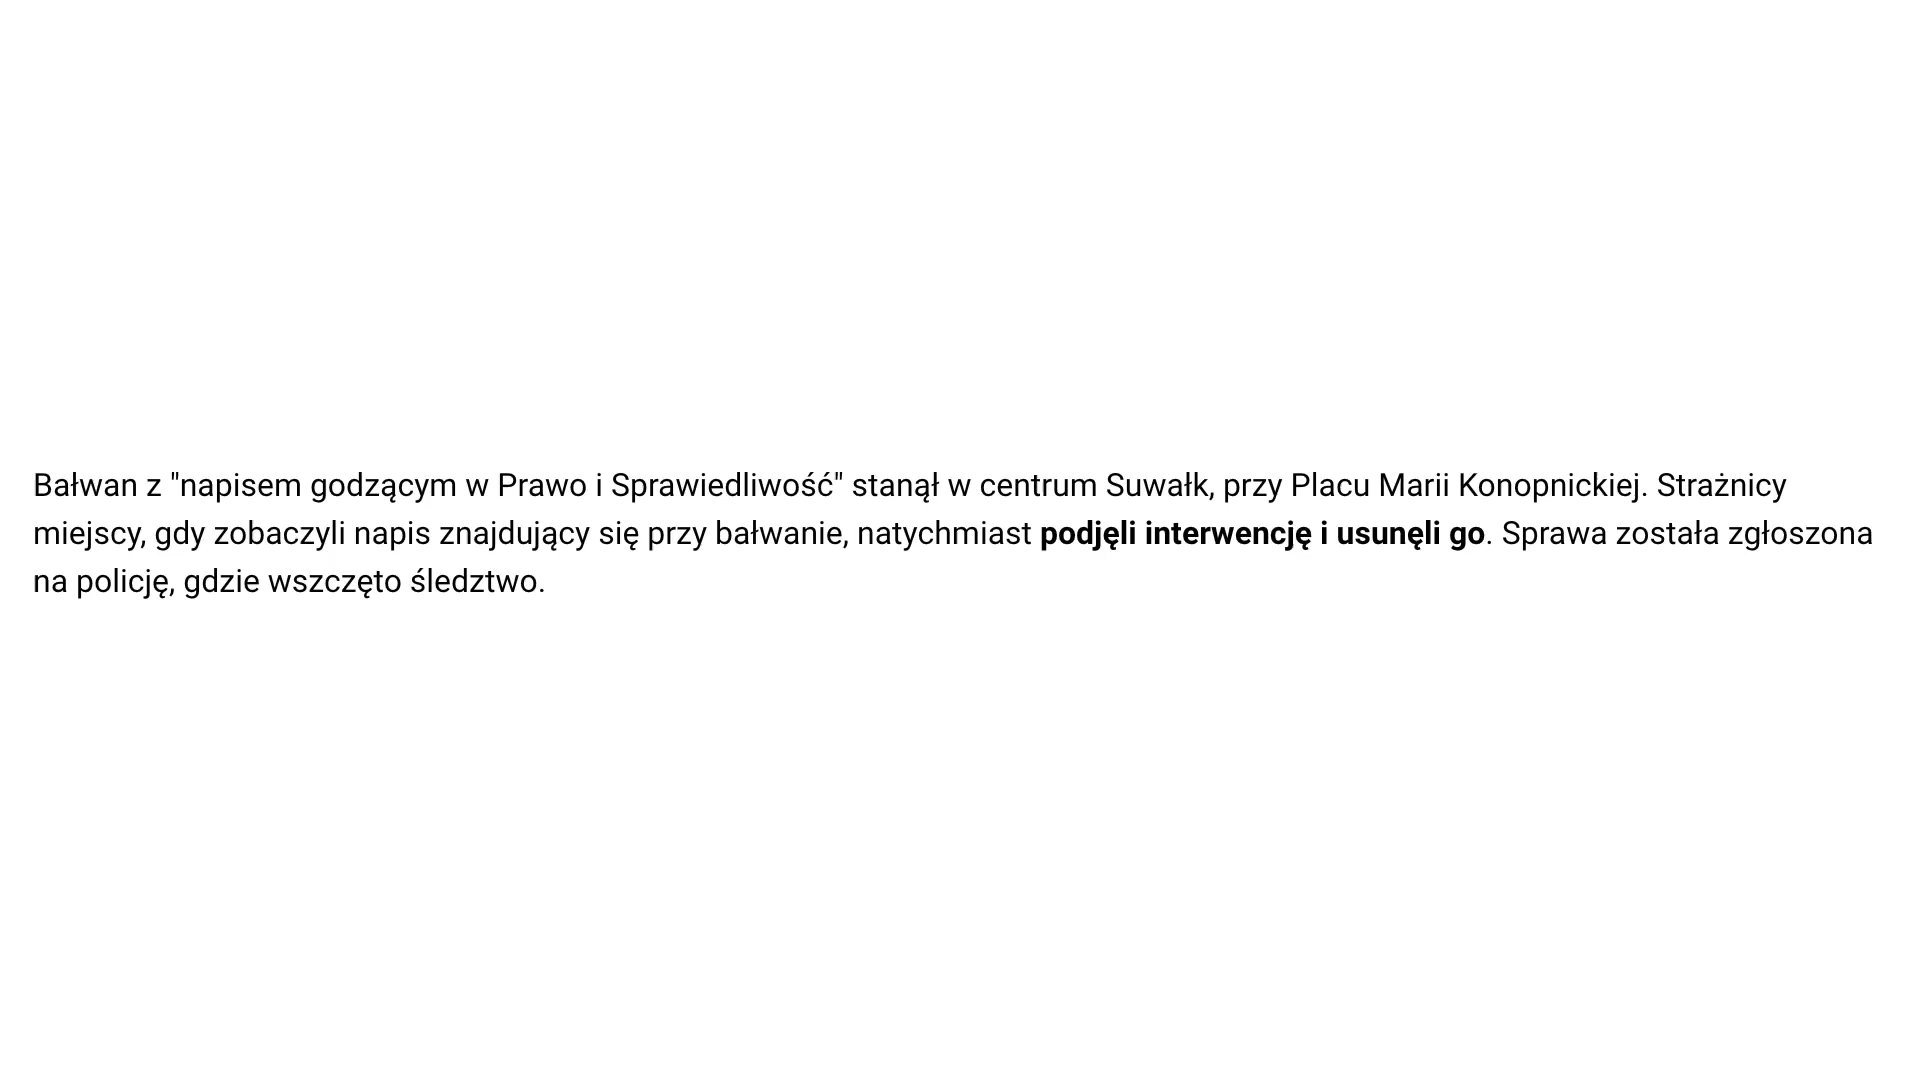 Bałwan z "napisem godzącym w Prawo i Sprawiedliwość" stanął w centrum Suwałk, przy Placu Marii Konopnickiej. Strażnicy
miejscy, gdy zobaczyli napis znajdujący się przy bałwanie, natychmiast podjęli interwencję i usunęli go. Sprawa została zgłoszona
na policję, gdzie wszczęto śledztwo.